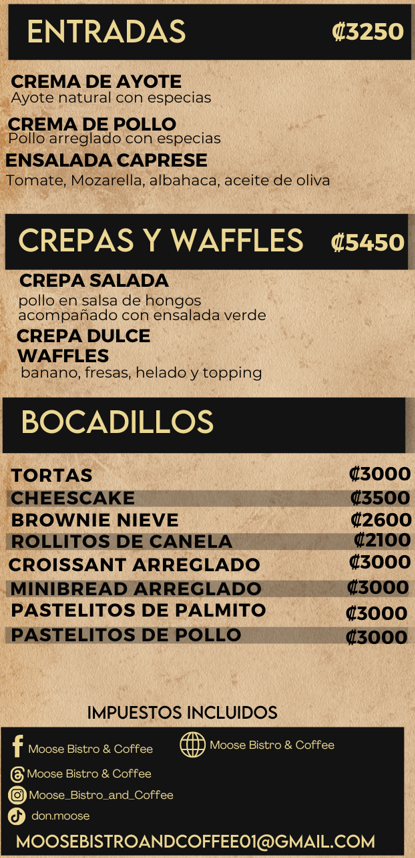 ENTRADAS ₡3250
CREMA DE AYOTE
Ayote natural con especias
CREMA DE POLLO
Pollo arreglado con especias
ENSALADA CAPRESE
Tomate, Mozarella, albahaca, aceite de oliva
CREPAS Y WAFFLES ₡5450
CREPA SALADA
pollo en salsa de hongos
acompañado con ensalada verde
CREPA DULCE
WAFFLES
banano, fresas, helado y topping
BOCADILLOS
TORTAS ₡3000
CHEESCAKE ₡3500
BROWNIE NIEVE ₡2600
ROLLITOS DE CANELA ₡2100
CROISSANT ARREGLADO ₡3000
MINIBREAD ARREGLADO ₡3000
PASTELITOS DE PALMITO ₡3000
PASTELITOS DE POLLO ₡3000
IMPUESTOS INCLUIDOS
Moose Bistro & Coffee Moose Bistro & Coffee
Moose Bistro & Coffee
Moose_Bistro_and_Coffee
don.moose
MOOSEBISTROANDCOFFEE01@GMAIL.COM